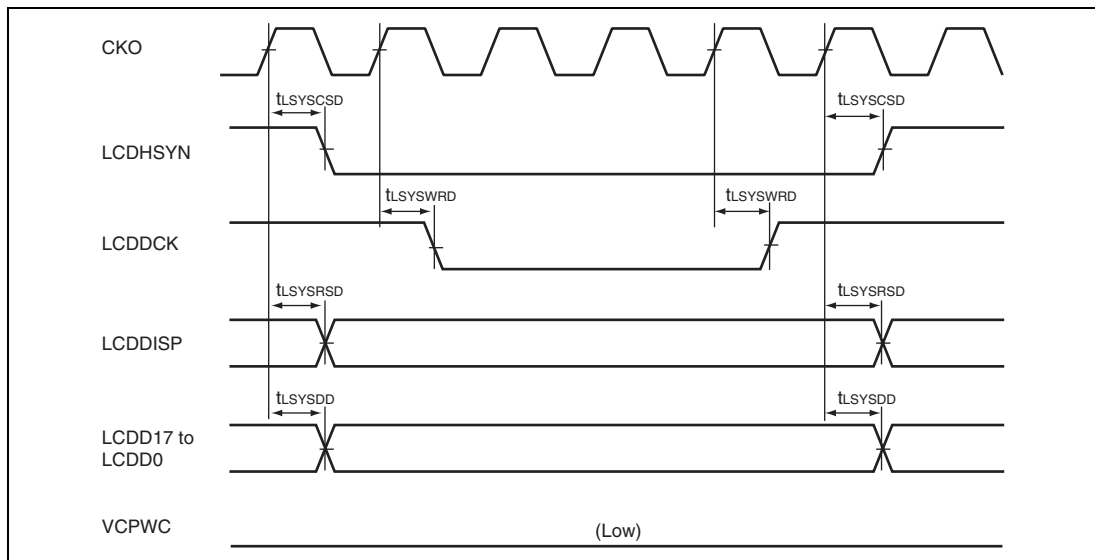 CKO
tLSYSCSD tLSYSCSD
LCDHSYN
tLSYSWRD tLSYSWRD
LCDDCK
tLSYSRSD tLSYSRSD
LCDDISP
tLSYSDD tLSYSDD
LCDD17 to
LCDD0
VCPWC (Low)